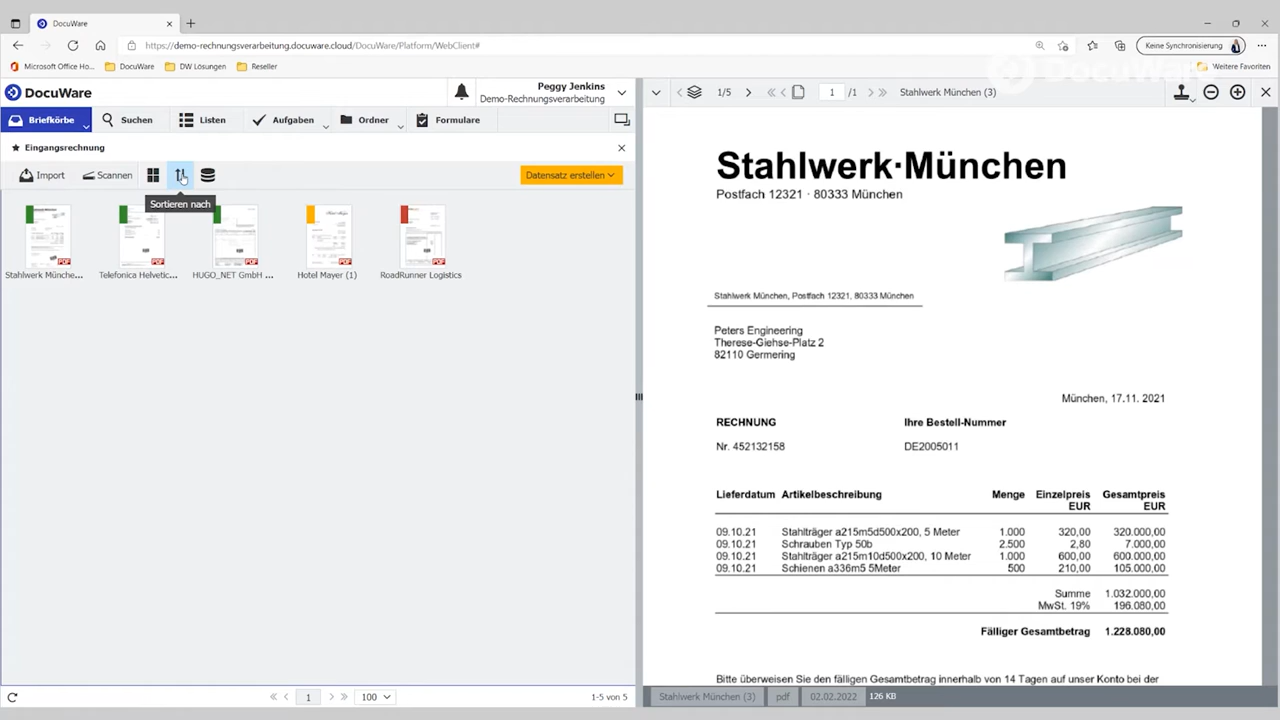 DocuWare
https://demo-rechnungsverarbeitung.docuware.cloud/DocuWare/Platform/WebClient#
Keine Synchronisierung
Microsoft Office Ho...
DocuWare
DW Lösungen
Reseller
Weitere Favoriten
DocuWare
DocuWare
Peggy Jenkins
Demo-Rechnungsverarbeitung
Briefkörbe
Suchen
Listen
Aufgaben
Ordner
Formulare
Eingangsrechnung
Import
Scannen
Datensatz erstellen
Sortieren nach
PDF
PDF
PDF
PDF
PDF
Stahlwerk Münche...
Telefonica Helvetic...
HUGO_NET GmbH ...
Hotel Mayer (1)
RoadRunner Logistics
1
100
1-5 von 5
1/5
1
/1
Stahlwerk München (3)
Stahlwerk·München
Postfach 12321 · 80333 München
Stahlwerk München, Postfach 12321, 80333 München
Peters Engineering
Therese-Giehse-Platz 2
82110 Germering
München, 17.11. 2021
RECHNUNG Ihre Bestell-Nummer
Nr. 452132158 DE2005011
Lieferdatum Artikelbeschreibung Menge Einzelpreis Gesamtpreis
EUR EUR
09.10.21 Stahlträger a215m5d500x200, 5 Meter 1.000 320,00 320.000,00
09.10.21 Schrauben Typ 50b 2.500 2,80 7.000,00
09.10.21 Stahlträger a215m10d500x200, 10 Meter 1.000 600,00 600.000,00
09.10.21 Schienen a336m5 5Meter 500 210,00 105.000,00
Summe 1.032.000,00
MwSt. 19% 196.080,00
Fälliger Gesamtbetrag 1.228.080,00
Bitte überweisen Sie den fälligen Gesamtbetrag innerhalb von 14 Tagen auf unser Konto bei der
Stahlwerk München (3)
pdf
02.02.2022
126 KB